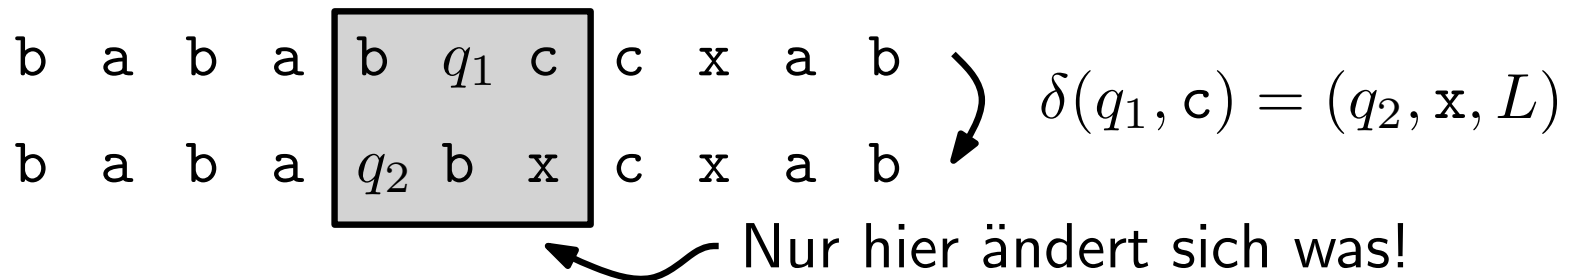 b a b a b q₁ c c x a b
δ(q₁, c) = (q₂, x, L)
b a b a q₂ b x c x a b
Nur hier ändert sich was!